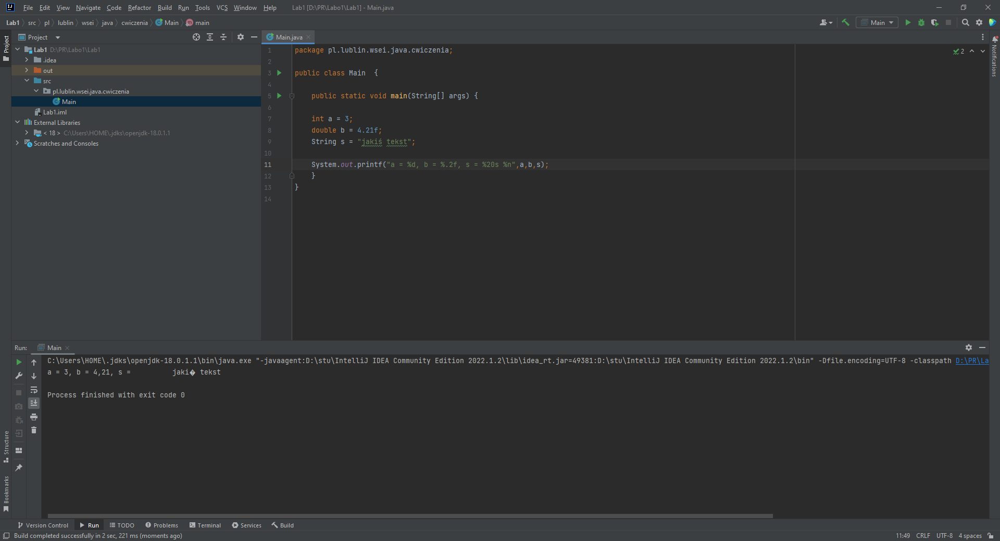 File Edit View Navigate Code Refactor Build Run Tools VCS Window Help Lab1 [D:\PR\Labo1\Lab1] - Main.java
Lab1 src pl lublin wsei java cwiczenia Main main Main
Project
Project
Main.java
Notifications
Lab1 D:\PR\Labo1\Lab1
.idea
out
src
pl.lublin.wsei.java.cwiczenia
Main
Lab1.iml
External Libraries
< 18 > C:\Users\HOME\.jdks\openjdk-18.0.1.1
Scratches and Consoles
1 package pl.lublin.wsei.java.cwiczenia; 2
2
3 public class Main {
4
5 public static void main(String[] args) {
6
7 int a = 3;
8 double b = 4.21f;
9 String s = "jakiś tekst";
10
11 System.out.printf("a = %d, b = %.2f, s = %20s %n",a,b,s);
12 }
13 }
14
Run: Main
C:\Users\HOME\.jdks\openjdk-18.0.1.1\bin\java.exe "-javaagent:D:\stu\IntelliJ IDEA Community Edition 2022.1.2\lib\idea_rt.jar=49381:D:\stu\IntelliJ IDEA Community Edition 2022.1.2\bin" -Dfile.encoding=UTF-8 -classpath D:\PR\La
a = 3, b = 4,21, s =          jaki� tekst
Process finished with exit code 0
Structure
Bookmarks
Version Control Run TODO Problems Terminal Services Build
Build completed successfully in 2 sec, 221 ms (moments ago) 11:49 CRLF UTF-8 4 spaces